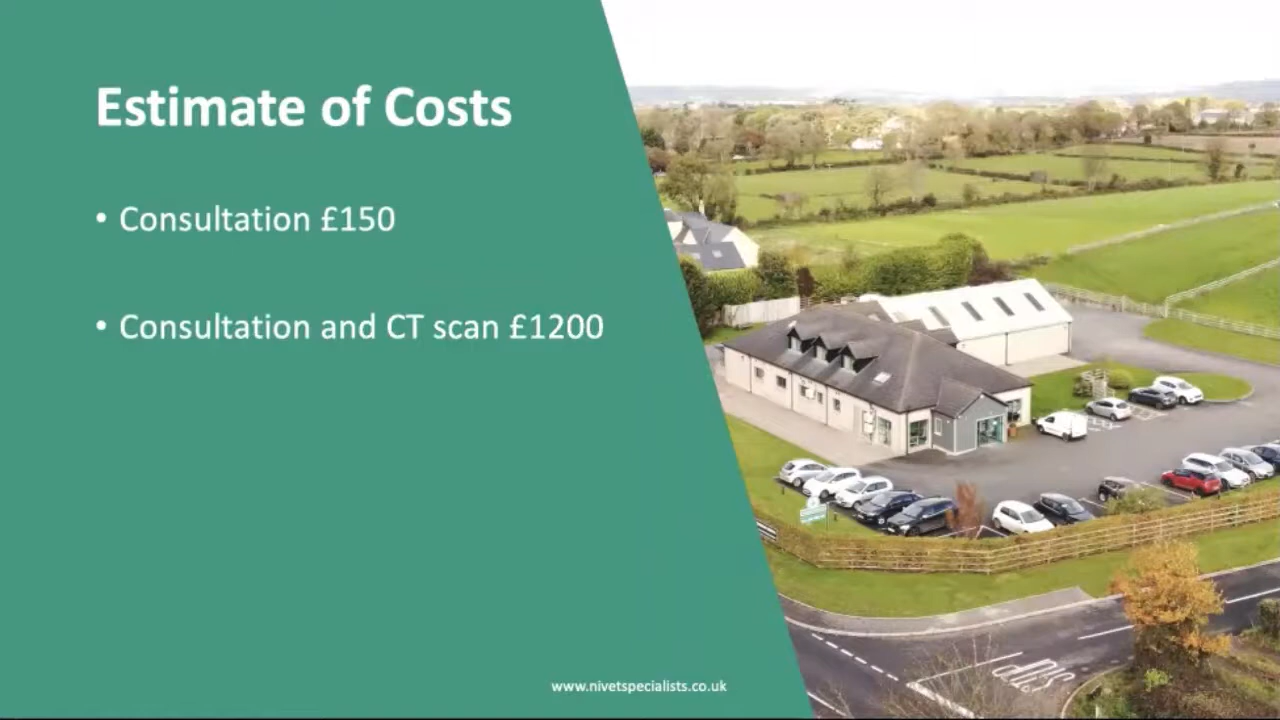 Estimate of Costs
• Consultation £150
• Consultation and CT scan £1200
www.nivetspecialists.co.uk